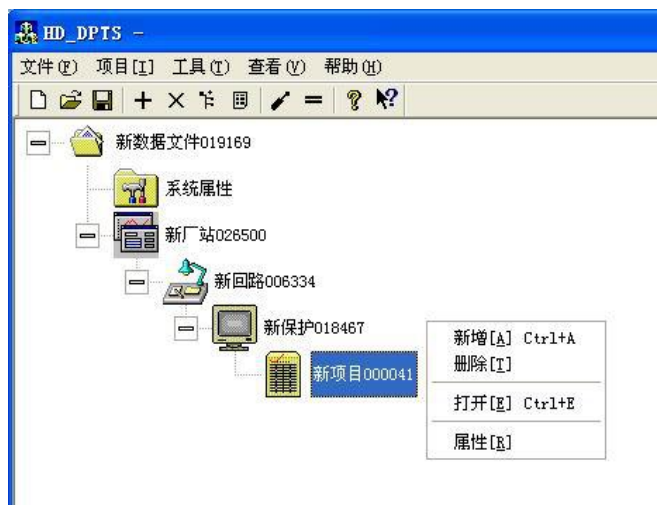 HD_DPTS -
文件(F) 项目[I] 工具(T) 查看(V) 帮助(H)
新数据文件019169
系统属性
新厂站026500
新回路006334
新保护018467
新项目000041
新增[A] Ctrl+A
删除[T]
打开[E] Ctrl+E
属性[R]